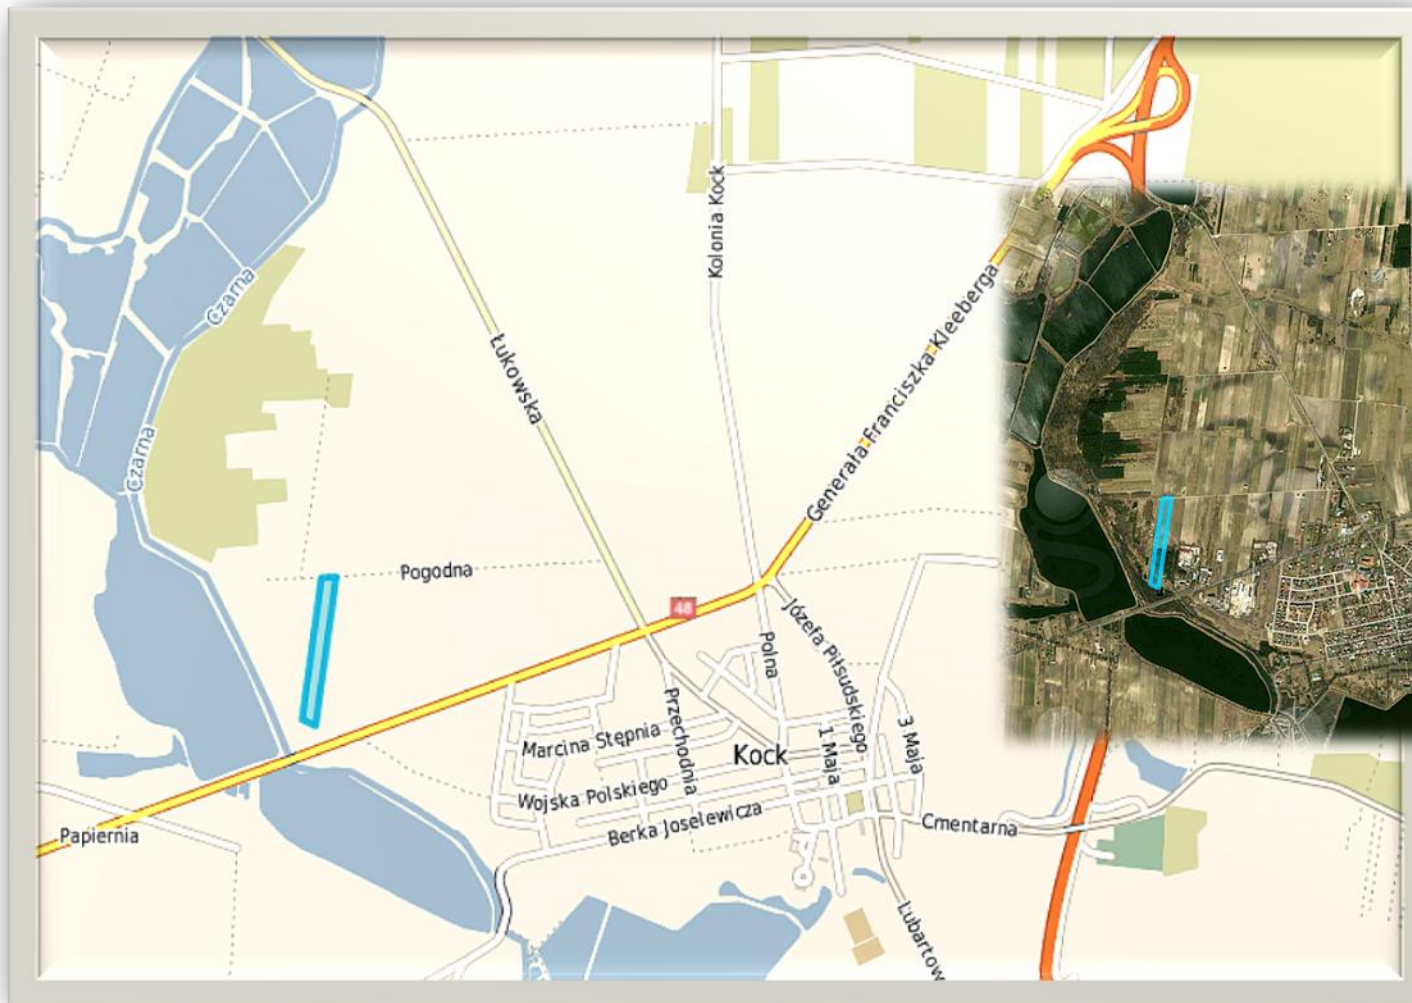 Kolonia Kock
Czarna
Łukowska
Generała Franciszka Kleeberga
Czarna
Pogodna
48
Józefa Piłsudskiego
Polna
Przechodnia
3 Maja
1 Maja
Marcina Stępnia
Kock
Wojska Polskiego
Berka Joselewicza
Cmentarna
Papiernia
Lubartow